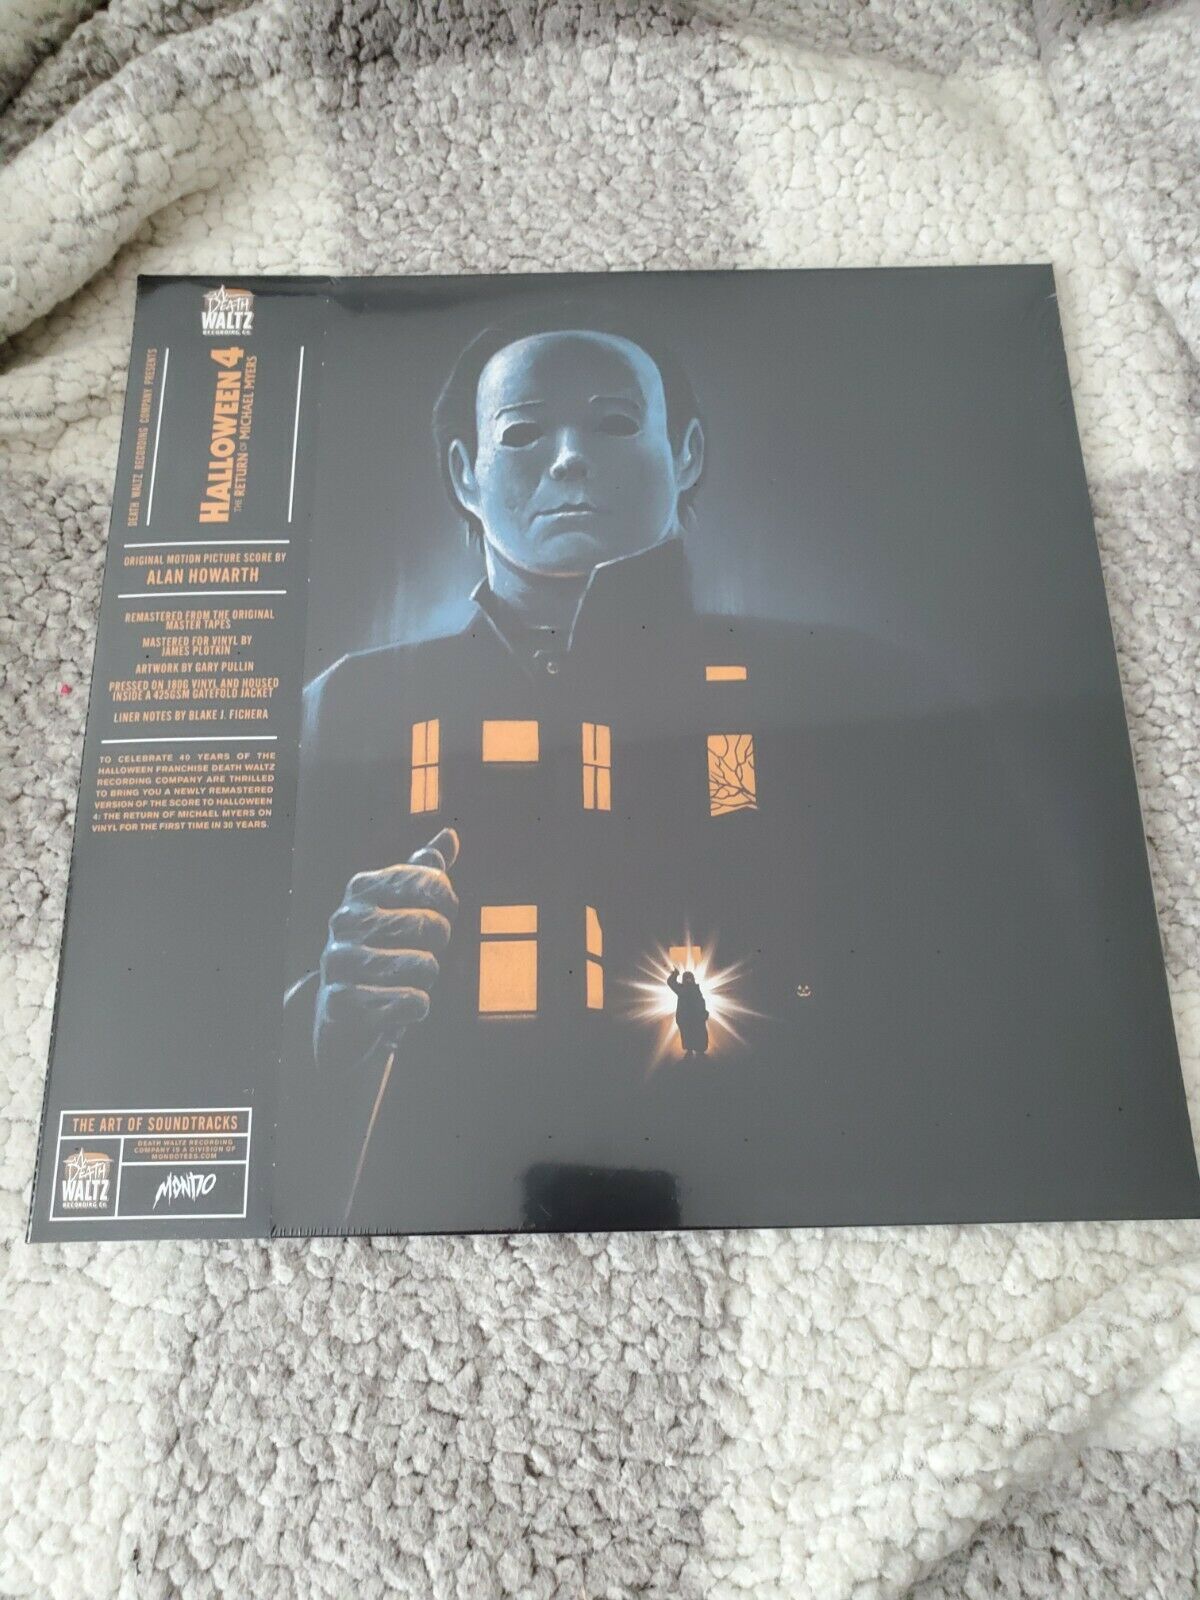 DEATH
WALTZ
RECORDING CO.
DEATH WALTZ RECORDING COMPANY PRESENTS
HALLOWEEN 4
THE RETURN OF MICHAEL MYERS
ORIGINAL MOTION PICTURE SCORE BY
ALAN HOWARTH
REMASTERED FROM THE ORIGINAL
MASTER TAPES
MASTERED FOR VINYL BY
JAMES PLOTKIN
ARTWORK BY GARY PULLIN
PRESSED ON 180G VINYL AND HOUSED
INSIDE A 425GSM GATEFOLD JACKET
LINER NOTES BY BLAKE J. FICHERA
TO CELEBRATE 40 YEARS OF THE
HALLOWEEN FRANCHISE DEATH WALTZ
RECORDING COMPANY ARE THRILLED
TO BRING YOU A NEWLY REMASTERED
VERSION OF THE SCORE TO HALLOWEEN
4: THE RETURN OF MICHAEL MYERS ON
VINYL FOR THE FIRST TIME IN 30 YEARS.
THE ART OF SOUNDTRACKS
DEATH
WALTZ
RECORDING CO.
DEATH WALTZ RECORDING
COMPANY IS A DIVISION OF
MONDOTEES.COM
MONDO